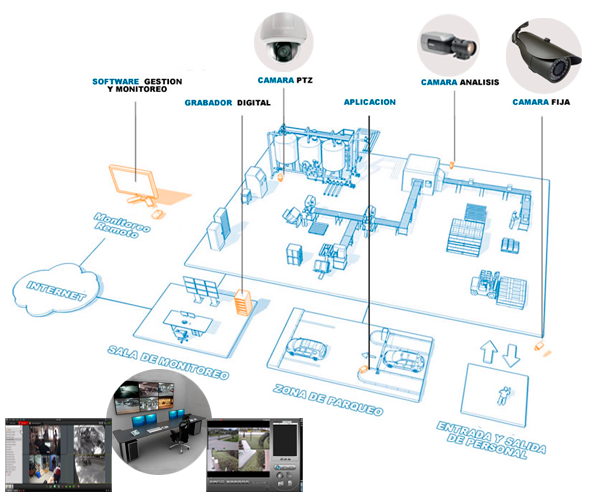 SOFTWARE GESTION
Y MONITOREO
CAMARA PTZ
CAMARA ANALISIS
CAMARA FIJA
GRABADOR DIGITAL
APLICACION
Monitoreo
Remoto
INTERNET
SALA DE MONITOREO
ZONA DE PARQUEO
ENTRADA Y SALIDA
DE PERSONAL